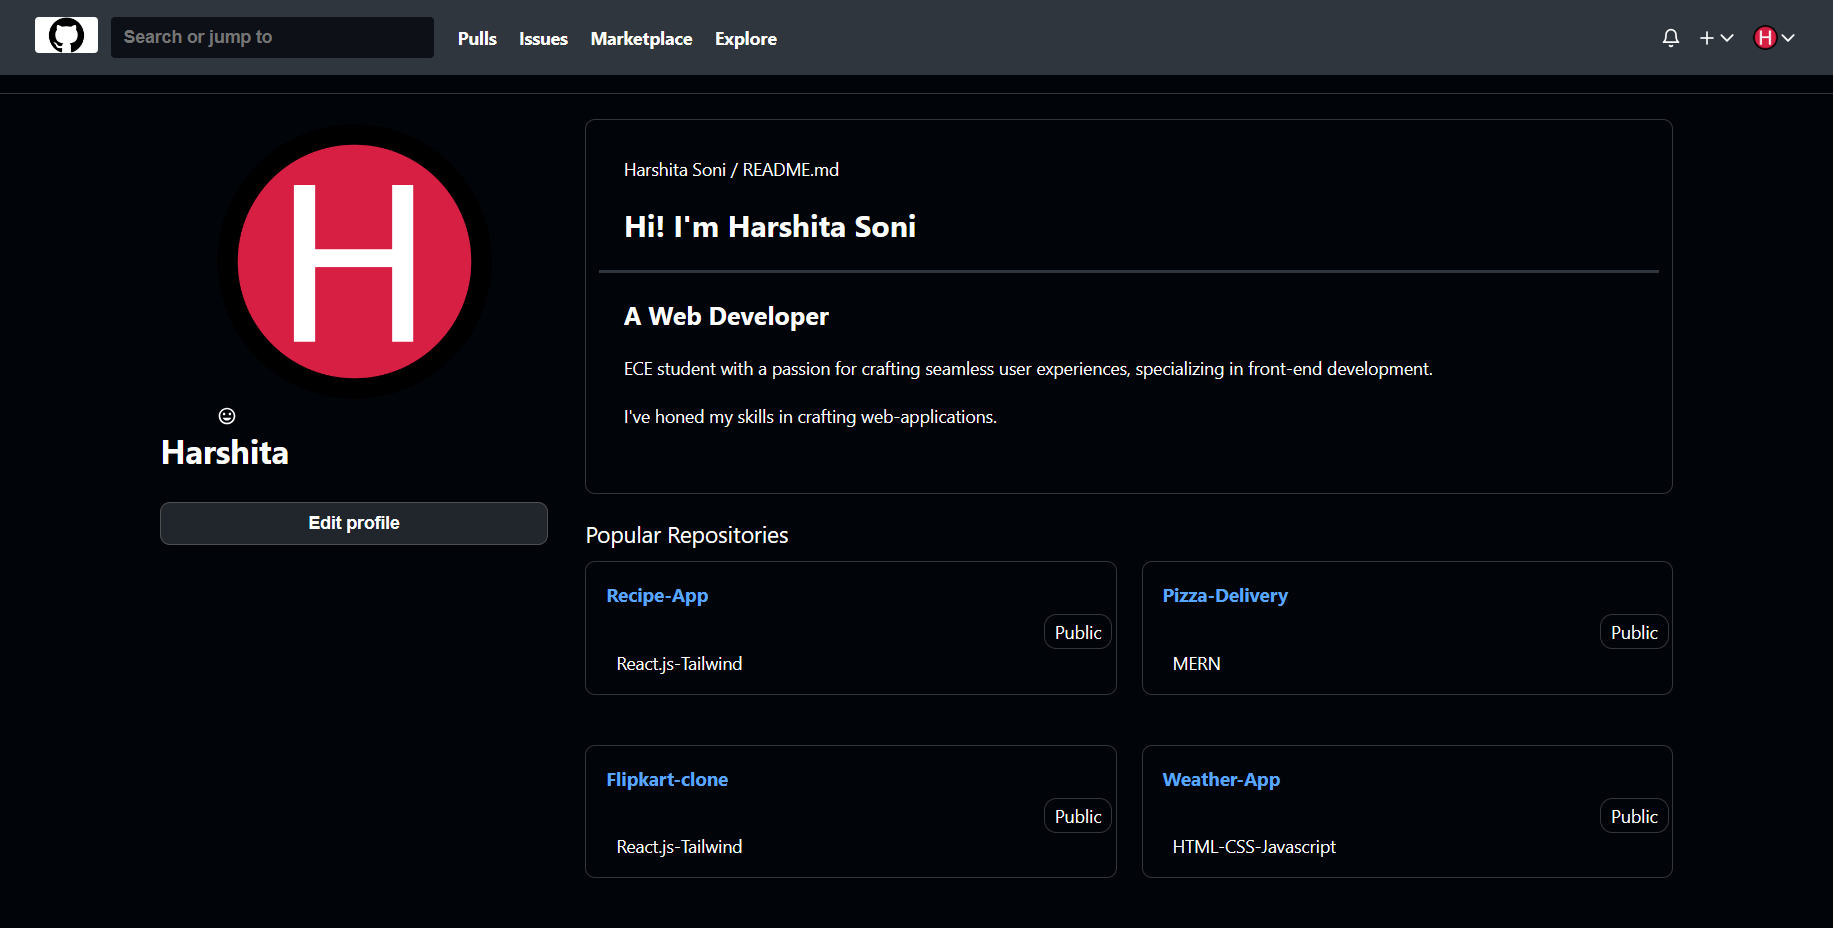 Search or jump to
Pulls Issues Marketplace Explore
H
H
Harshita
Edit profile
Harshita Soni / README.md
Hi! I'm Harshita Soni
A Web Developer
ECE student with a passion for crafting seamless user experiences, specializing in front-end development.
I've honed my skills in crafting web-applications.
Popular Repositories
Recipe-App
Public
React.js-Tailwind
Pizza-Delivery
Public
MERN
Flipkart-clone
Public
React.js-Tailwind
Weather-App
Public
HTML-CSS-Javascript